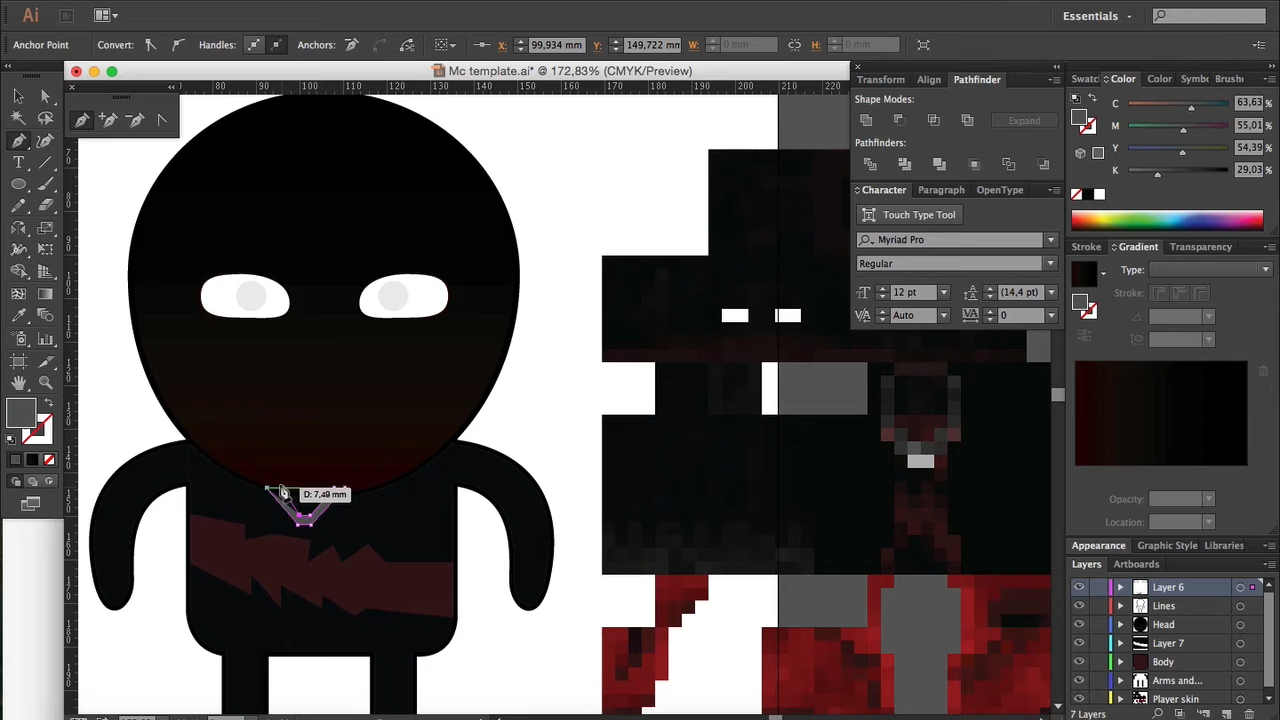 Ai Br Essentials
Anchor Point Convert: Handles: Anchors: X: 99,934 mm Y: 149,722 mm W: 0 mm H: 0 mm
Mc template.ai* @ 172,83% (CMYK/Preview)
80 90 100 110 120 130 140 150 160 170 180 190 200 210 220
Transform Align Pathfinder
Shape Modes:
Expand
Pathfinders:
Character Paragraph OpenType
Touch Type Tool
Myriad Pro
Regular
12 pt (14,4 pt)
Auto 0
Swatc Color Color Symbo Brushe
C 63,63
M 55,01
Y 54,39
K 29,03
Stroke Gradient Transparency
Type:
Stroke:
Opacity:
Location:
Appearance Graphic Style Libraries
Layers Artboards
Layer 6
Lines
Head
Layer 7
Body
Arms and...
Player skin
7 Layers
D: 7,49 mm